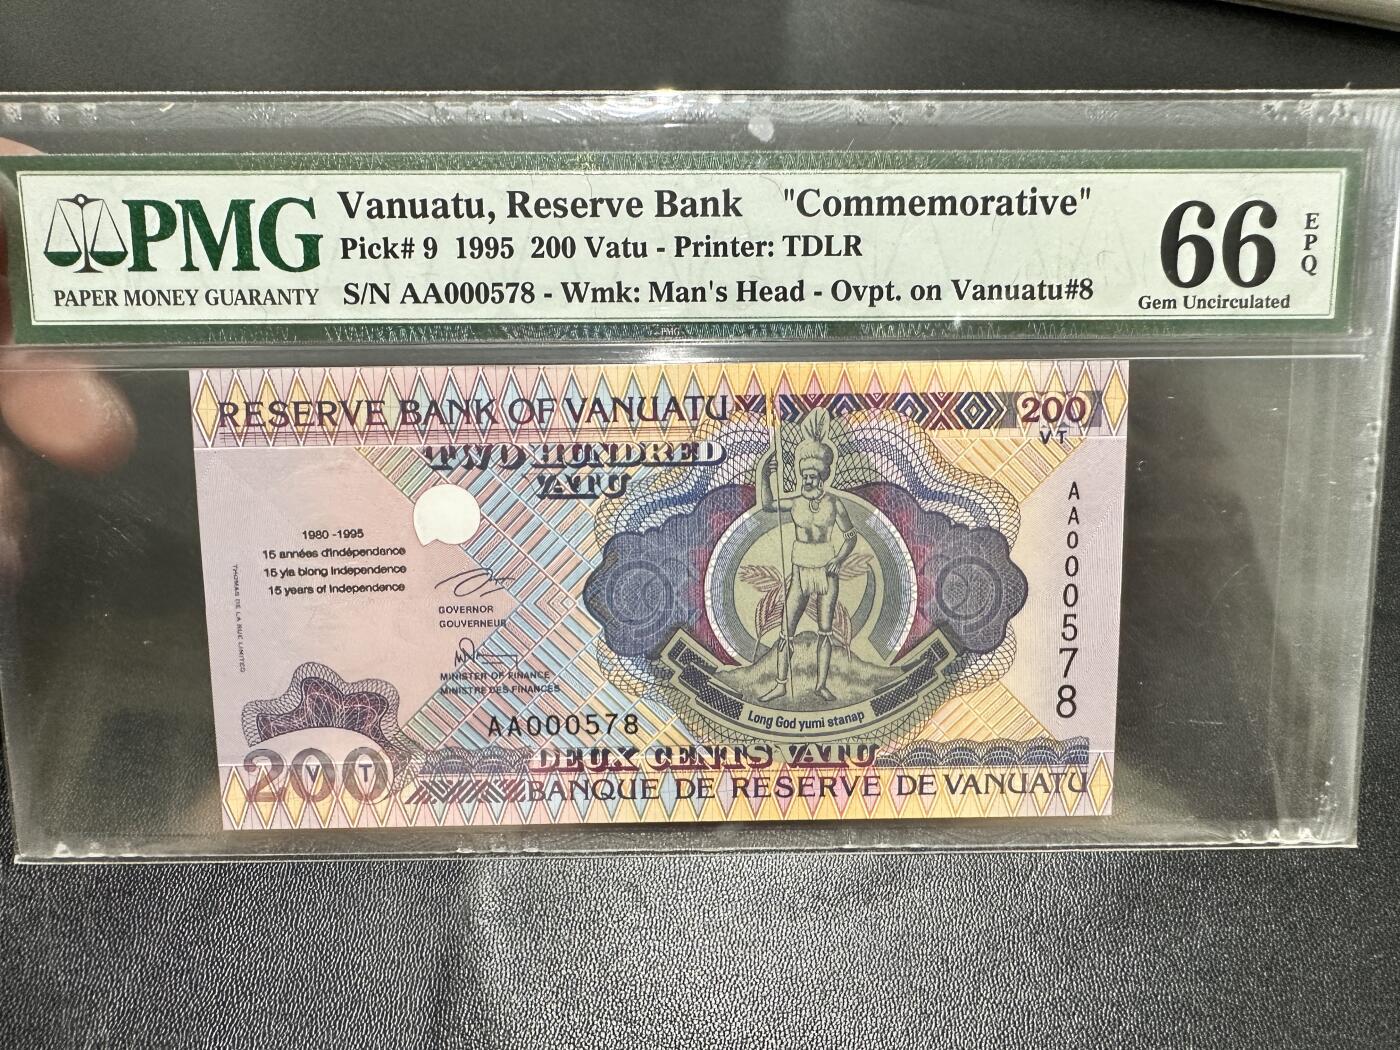 PMG
PAPER MONEY GUARANTY
Vanuatu, Reserve Bank "Commemorative"
Pick# 9 1995 200 Vatu - Printer: TDLR
S/N AA000578 - Wmk: Man's Head - Ovpt. on Vanuatu#8
66
EPQ
Gem Uncirculated
PMG
RESERVE BANK OF VANUATU
200
VT
TWO HUNDRED
VATU
AA000578
1980 -1995
15 années d'indépendance
15 yia blong Independence
15 years of Independence
THOMAS DE LA RUE LIMITED
GOVERNOR
GOUVERNEUR
MINISTER OF FINANCE
MINISTRE DES FINANCES
AA000578
Long God yumi stanap
200
VT
DEUX CENTS VATU
BANQUE DE RESERVE DE VANUATU